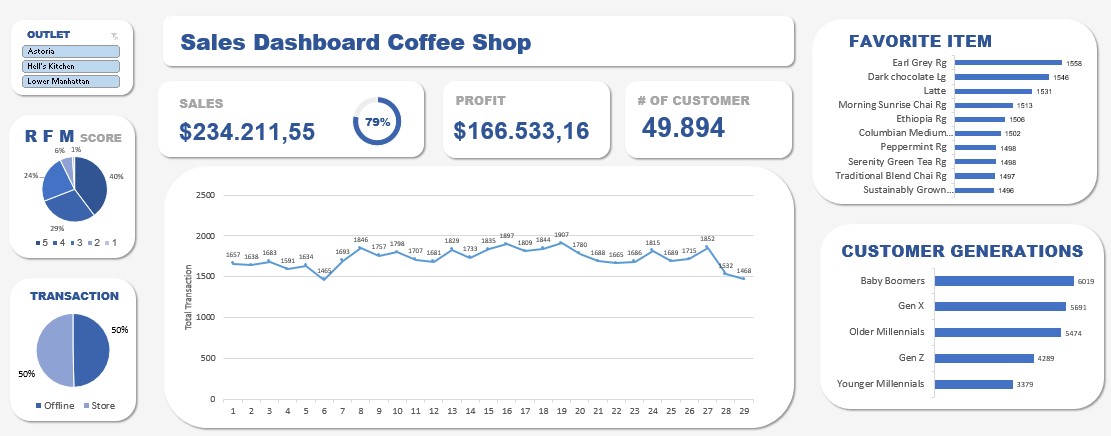 OUTLET
Astoria
Hell's Kitchen
Lower Manhattan
Sales Dashboard Coffee Shop
SALES
$234.211,55
79%
PROFIT
$166.533,16
# OF CUSTOMER
49.894
R F M SCORE
6% 1%
24% 40%
29%
5 4 3 2 1
TRANSACTION
50%
50%
Offline Store
Total Transaction
2500
2000
1500
1000
500
0
1657 1638 1683 1591 1634 1465 1693 1846 1757 1798 1707 1681 1829 1733 1835 1897 1809 1844 1907 1780 1688 1665 1686 1815 1689 1715 1852 1532 1468
1 2 3 4 5 6 7 8 9 10 11 12 13 14 15 16 17 18 19 20 21 22 23 24 25 26 27 28 29
FAVORITE ITEM
Earl Grey Rg 1558
Dark chocolate Lg 1546
Latte 1531
Morning Sunrise Chai Rg 1513
Ethiopia Rg 1506
Columbian Medium... 1502
Peppermint Rg 1498
Serenity Green Tea Rg 1498
Traditional Blend Chai Rg 1497
Sustainably Grown... 1496
CUSTOMER GENERATIONS
Baby Boomers 6019
Gen X 5691
Older Millennials 5474
Gen Z 4289
Younger Millennials 3379